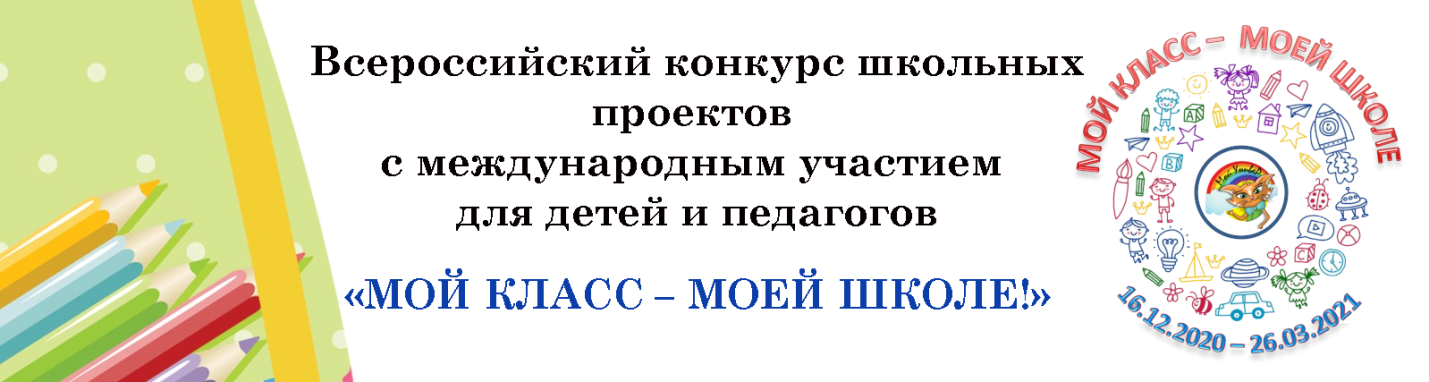 Всероссийский конкурс школьных
проектов
с международным участием
для детей и педагогов
«МОЙ КЛАСС – МОЕЙ ШКОЛЕ!»
МОЙ КЛАСС – МОЕЙ ШКОЛЕ
16.12.2020 – 26.03.2021